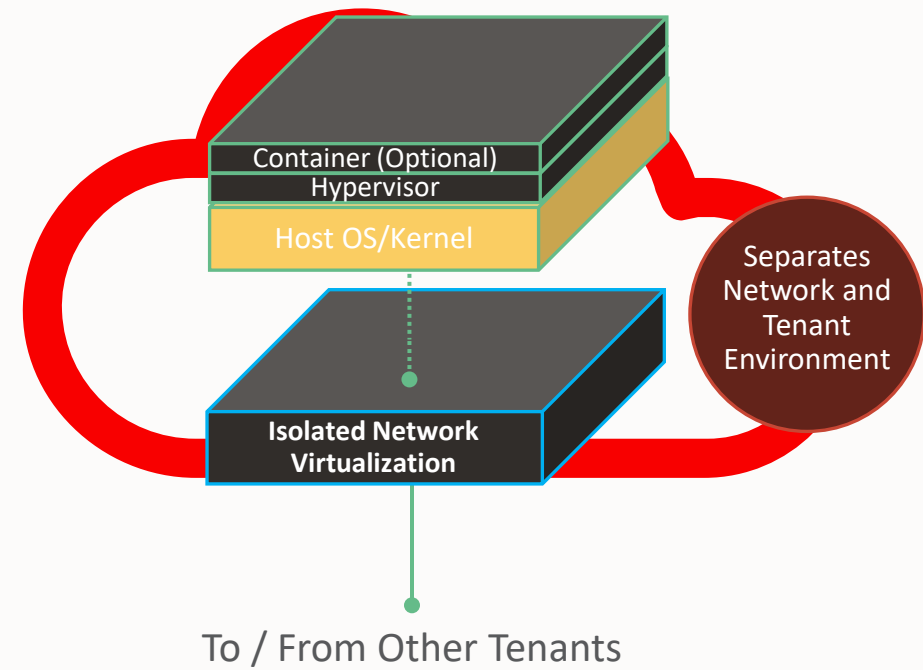 Container (Optional)
Hypervisor
Host OS/Kernel
Separates
Network and
Tenant
Environment
Isolated Network
Virtualization
To / From Other Tenants